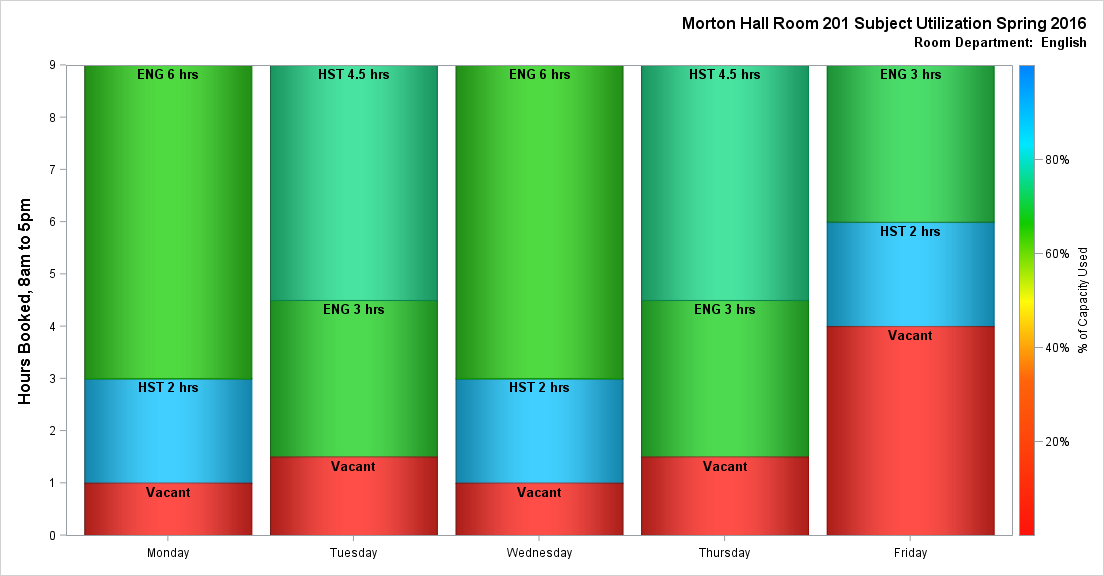 Morton Hall Room 201 Subject Utilization Spring 2016
Room Department:  English
Hours Booked, 8am to 5pm
9
8
7
6
5
4
3
2
1
0
ENG 6 hrs
HST 2 hrs
Vacant
HST 4.5 hrs
ENG 3 hrs
Vacant
ENG 6 hrs
HST 2 hrs
Vacant
HST 4.5 hrs
ENG 3 hrs
Vacant
ENG 3 hrs
HST 2 hrs
Vacant
Monday
Tuesday
Wednesday
Thursday
Friday
80%
60%
40%
20%
% of Capacity Used